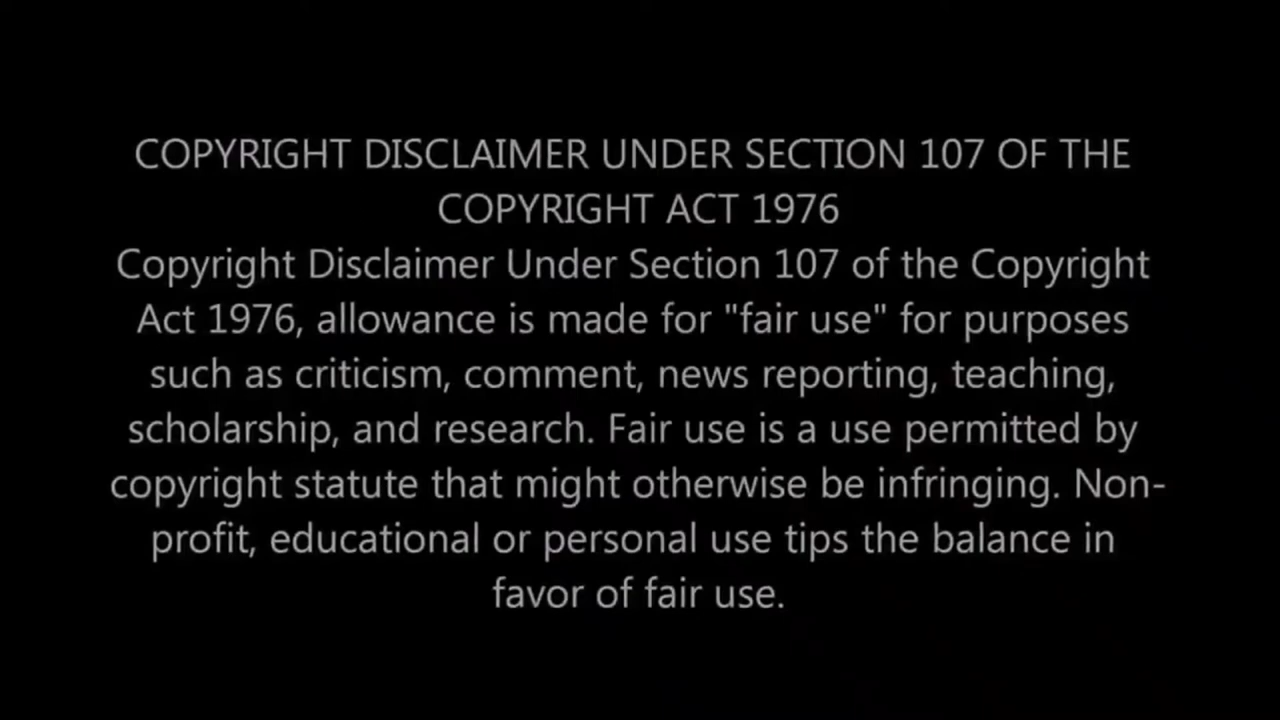 COPYRIGHT DISCLAIMER UNDER SECTION 107 OF THE
COPYRIGHT ACT 1976
Copyright Disclaimer Under Section 107 of the Copyright
Act 1976, allowance is made for "fair use" for purposes
such as criticism, comment, news reporting, teaching,
scholarship, and research. Fair use is a use permitted by
copyright statute that might otherwise be infringing. Non-
profit, educational or personal use tips the balance in
favor of fair use.